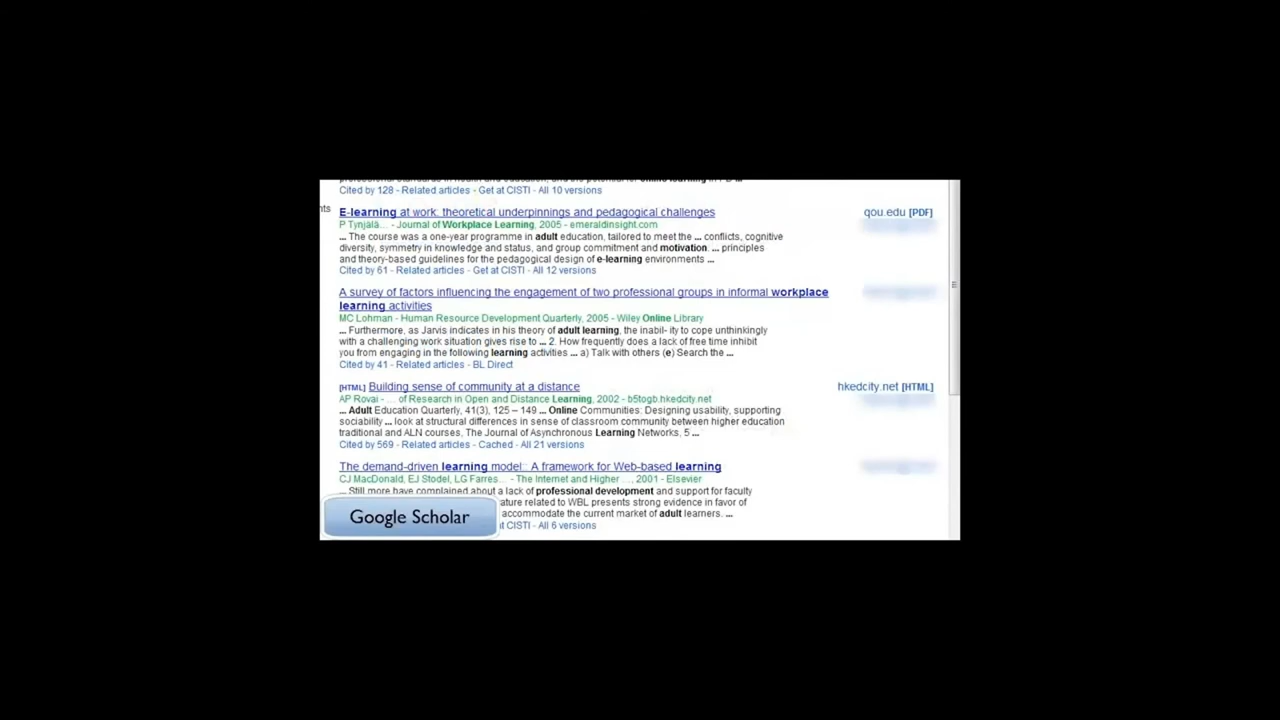 Cited by 128 - Related articles - Get at CISTI - All 10 versions
nts
E-learning at work: theoretical underpinnings and pedagogical challenges
qou.edu [PDF]
P Tynjälä... - Journal of Workplace Learning, 2005 - emeraldinsight.com
... The course was a one-year programme in adult education, tailored to meet the ... conflicts, cognitive
diversity, symmetry in knowledge and status, and group commitment and motivation. ... principles
and theory-based guidelines for the pedagogical design of e-learning environments ...
Cited by 61 - Related articles - Get at CISTI - All 12 versions
A survey of factors influencing the engagement of two professional groups in informal workplace
learning activities
MC Lohman - Human Resource Development Quarterly, 2005 - Wiley Online Library
... Furthermore, as Jarvis indicates in his theory of adult learning, the inabil- ity to cope unthinkingly
with a challenging work situation gives rise to ... 2. How frequently does a lack of free time inhibit
you from engaging in the following learning activities ... a) Talk with others (e) Search the ...
Cited by 41 - Related articles - BL Direct
[HTML] Building sense of community at a distance
hkedcity.net [HTML]
AP Rovai - ... of Research in Open and Distance Learning, 2002 - b5togb.hkedcity.net
... Adult Education Quarterly, 41(3), 125 – 149 ... Online Communities: Designing usability, supporting
sociability ... look at structural differences in sense of classroom community between higher education
traditional and ALN courses, The Journal of Asynchronous Learning Networks, 5 ...
Cited by 569 - Related articles - Cached - All 21 versions
The demand-driven learning model:: A framework for Web-based learning
CJ MacDonald, EJ Stodel, LG Farres... - The Internet and Higher ..., 2001 - Elsevier
... Still more have complained about a lack of professional development and support for faculty
ature related to WBL presents strong evidence in favor of
accommodate the current market of adult learners. ...
at CISTI - All 6 versions
Google Scholar